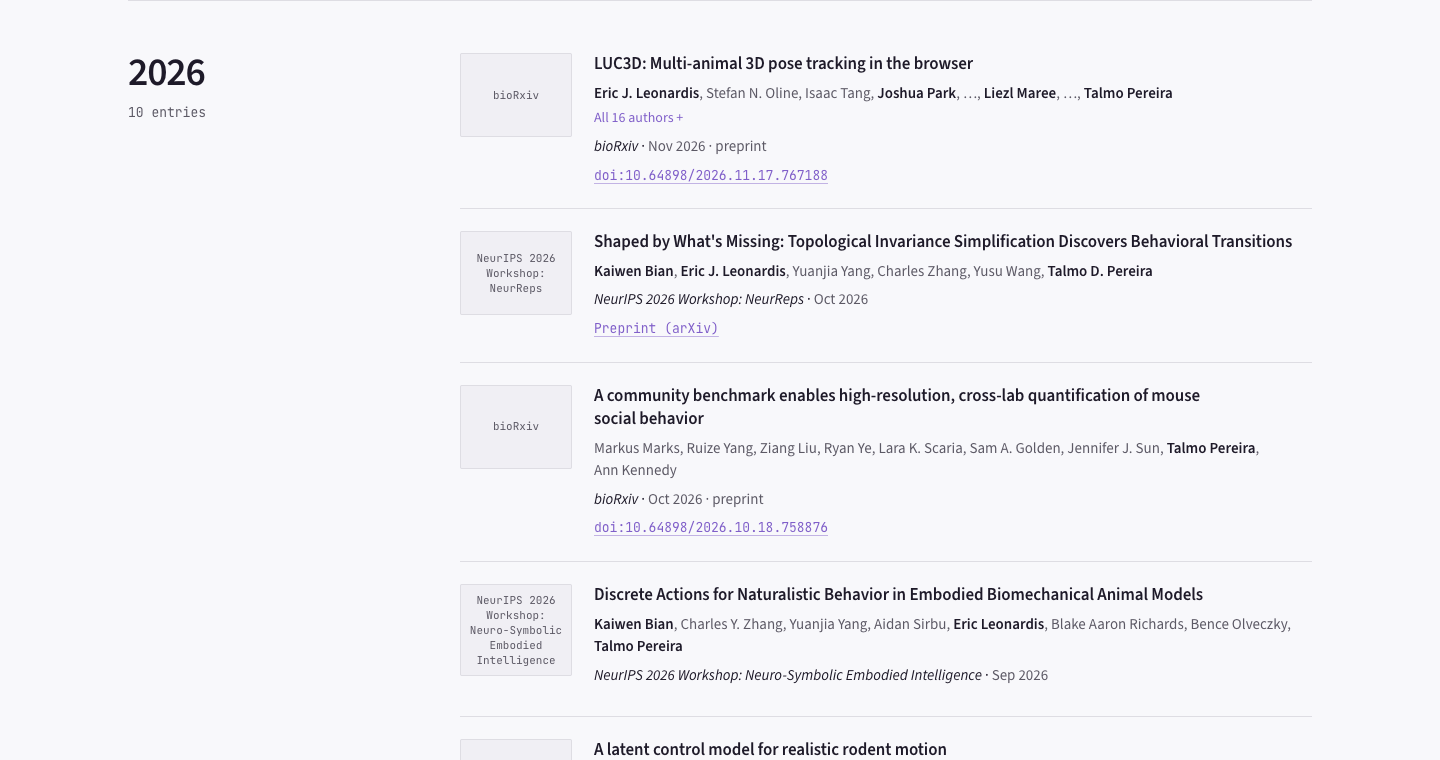 2026
10 entries
bioRxiv
LUC3D: Multi-animal 3D pose tracking in the browser
Eric J. Leonardis, Stefan N. Oline, Isaac Tang, Joshua Park, …, Liezl Maree, …, Talmo Pereira
All 16 authors +
bioRxiv · Nov 2026 · preprint
doi:10.64898/2026.11.17.767188
NeurIPS 2026
Workshop:
NeurReps
Shaped by What's Missing: Topological Invariance Simplification Discovers Behavioral Transitions
Kaiwen Bian, Eric J. Leonardis, Yuanjia Yang, Charles Zhang, Yusu Wang, Talmo D. Pereira
NeurIPS 2026 Workshop: NeurReps · Oct 2026
Preprint (arXiv)
bioRxiv
A community benchmark enables high-resolution, cross-lab quantification of mouse
social behavior
Markus Marks, Ruize Yang, Ziang Liu, Ryan Ye, Lara K. Scaria, Sam A. Golden, Jennifer J. Sun, Talmo Pereira,
Ann Kennedy
bioRxiv · Oct 2026 · preprint
doi:10.64898/2026.10.18.758876
NeurIPS 2026
Workshop:
Neuro-Symbolic
Embodied
Intelligence
Discrete Actions for Naturalistic Behavior in Embodied Biomechanical Animal Models
Kaiwen Bian, Charles Y. Zhang, Yuanjia Yang, Aidan Sirbu, Eric Leonardis, Blake Aaron Richards, Bence Olveczky,
Talmo Pereira
NeurIPS 2026 Workshop: Neuro-Symbolic Embodied Intelligence · Sep 2026
A latent control model for realistic rodent motion